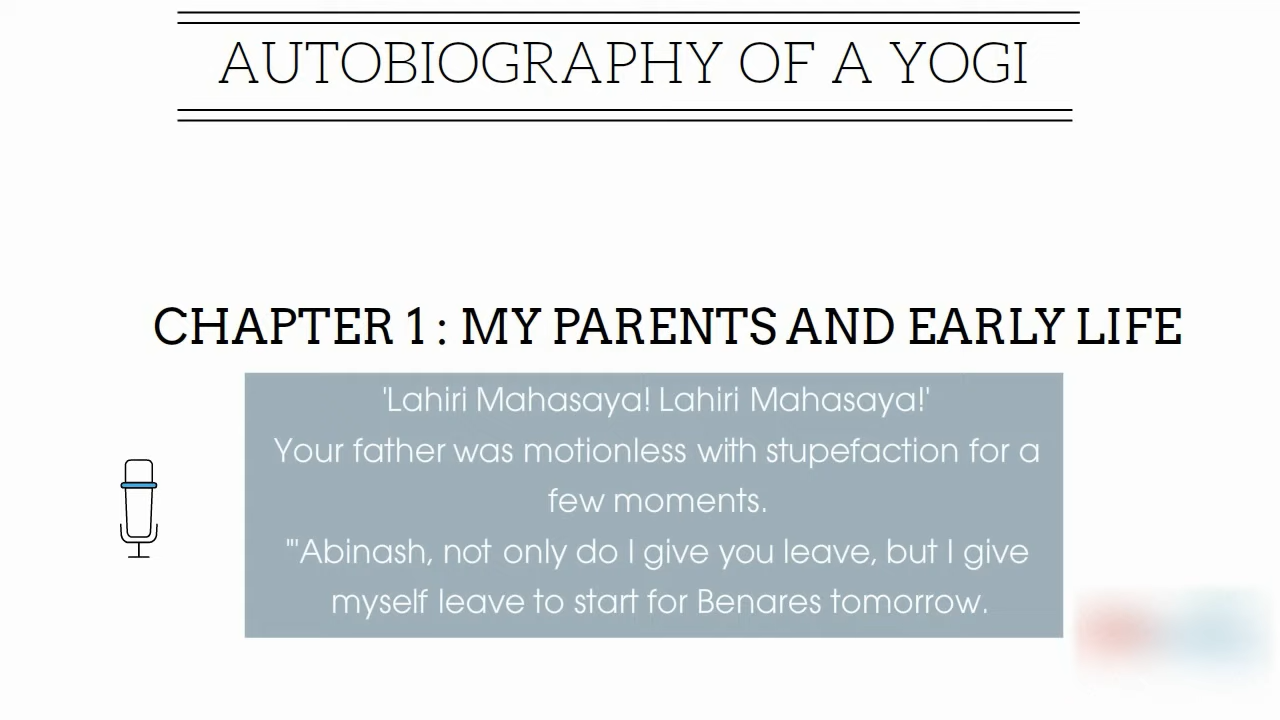 AUTOBIOGRAPHY OF A YOGI
CHAPTER 1 : MY PARENTS AND EARLY LIFE
'Lahiri Mahasaya! Lahiri Mahasaya!'
Your father was motionless with stupefaction for a
few moments.
"'Abinash, not only do I give you leave, but I give
myself leave to start for Benares tomorrow.